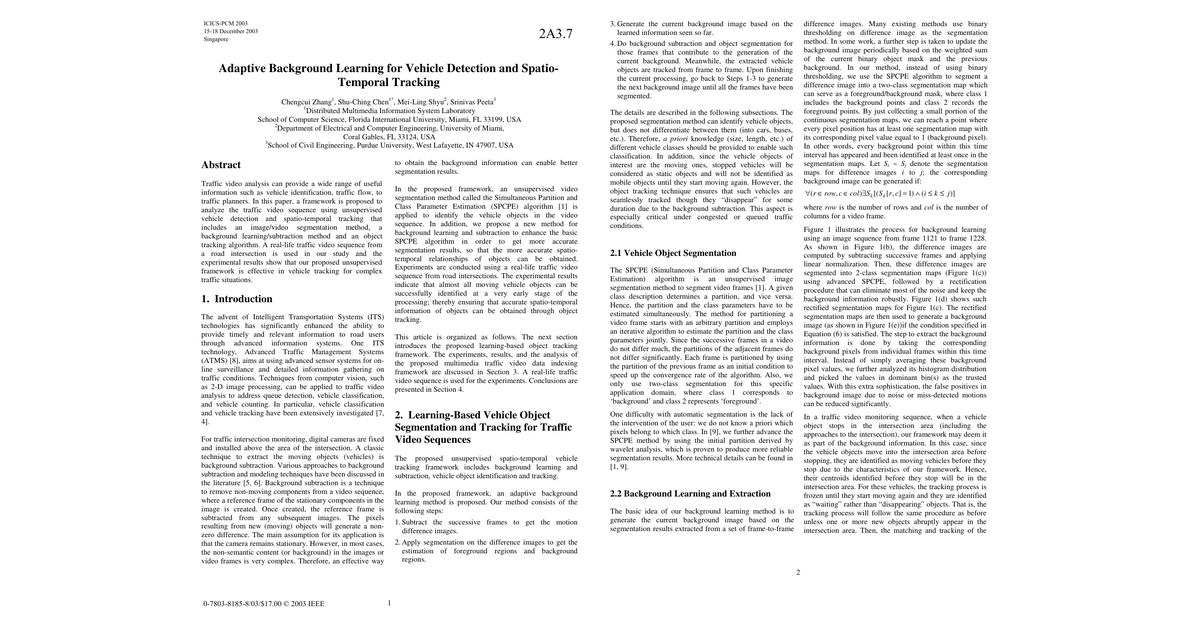 ICICS-PCM 2003
15-18 December 2003
Singapore
2A3.7
Adaptive Background Learning for Vehicle Detection and Spatio-
Temporal Tracking
Chengcui Zhang¹, Shu-Ching Chen¹⁺, Mei-Ling Shyu², Srinivas Peeta³
¹Distributed Multimedia Information System Laboratory
School of Computer Science, Florida International University, Miami, FL 33199, USA
²Department of Electrical and Computer Engineering, University of Miami,
Coral Gables, FL 33124, USA
³School of Civil Engineering, Purdue University, West Lafayette, IN 47907, USA
Abstract
Traffic video analysis can provide a wide range of useful
information such as vehicle identification, traffic flow, to
traffic planners. In this paper, a framework is proposed to
analyze the traffic video sequence using unsupervised
vehicle detection and spatio-temporal tracking that
includes an image/video segmentation method, a
background learning/subtraction method and an object
tracking algorithm. A real-life traffic video sequence from
a road intersection is used in our study and the
experimental results show that our proposed unsupervised
framework is effective in vehicle tracking for complex
traffic situations.
1. Introduction
The advent of Intelligent Transportation Systems (ITS)
technologies has significantly enhanced the ability to
provide timely and relevant information to road users
through advanced information systems. One ITS
technology, Advanced Traffic Management Systems
(ATMS) [8], aims at using advanced sensor systems for on-
line surveillance and detailed information gathering on
traffic conditions. Techniques from computer vision, such
as 2-D image processing, can be applied to traffic video
analysis to address queue detection, vehicle classification,
and vehicle counting. In particular, vehicle classification
and vehicle tracking have been extensively investigated [7,
4].
For traffic intersection monitoring, digital cameras are fixed
and installed above the area of the intersection. A classic
technique to extract the moving objects (vehicles) is
background subtraction. Various approaches to background
subtraction and modeling techniques have been discussed in
the literature [5, 6]. Background subtraction is a technique
to remove non-moving components from a video sequence,
where a reference frame of the stationary components in the
image is created. Once created, the reference frame is
subtracted from any subsequent images. The pixels
resulting from new (moving) objects will generate a non-
zero difference. The main assumption for its application is
that the camera remains stationary. However, in most cases,
the non-semantic content (or background) in the images or
video frames is very complex. Therefore, an effective way
to obtain the background information can enable better
segmentation results.
In the proposed framework, an unsupervised video
segmentation method called the Simultaneous Partition and
Class Parameter Estimation (SPCPE) algorithm [1] is
applied to identify the vehicle objects in the video
sequence. In addition, we propose a new method for
background learning and subtraction to enhance the basic
SPCPE algorithm in order to get more accurate
segmentation results, so that the more accurate spatio-
temporal relationships of objects can be obtained.
Experiments are conducted using a real-life traffic video
sequence from road intersections. The experimental results
indicate that almost all moving vehicle objects can be
successfully identified at a very early stage of the
processing; thereby ensuring that accurate spatio-temporal
information of objects can be obtained through object
tracking.
This article is organized as follows. The next section
introduces the proposed learning-based object tracking
framework. The experiments, results, and the analysis of
the proposed multimedia traffic video data indexing
framework are discussed in Section 3. A real-life traffic
video sequence is used for the experiments. Conclusions are
presented in Section 4.
2. Learning-Based Vehicle Object
Segmentation and Tracking for Traffic
Video Sequences
The proposed unsupervised spatio-temporal vehicle
tracking framework includes background learning and
subtraction, vehicle object identification and tracking.
In the proposed framework, an adaptive background
learning method is proposed. Our method consists of the
following steps:
1. Subtract the successive frames to get the motion
difference images.
2. Apply segmentation on the difference images to get the
estimation of foreground regions and background
regions.
0-7803-8185-8/03/$17.00 © 2003 IEEE
1
3. Generate the current background image based on the
learned information seen so far.
4. Do background subtraction and object segmentation for
those frames that contribute to the generation of the
current background. Meanwhile, the extracted vehicle
objects are tracked from frame to frame. Upon finishing
the current processing, go back to Steps 1-3 to generate
the next background image until all the frames have been
segmented.
The details are described in the following subsections. The
proposed segmentation method can identify vehicle objects,
but does not differentiate between them (into cars, buses,
etc.). Therefore, a priori knowledge (size, length, etc.) of
different vehicle classes should be provided to enable such
classification. In addition, since the vehicle objects of
interest are the moving ones, stopped vehicles will be
considered as static objects and will not be identified as
mobile objects until they start moving again. However, the
object tracking technique ensures that such vehicles are
seamlessly tracked though they “disappear” for some
duration due to the background subtraction. This aspect is
especially critical under congested or queued traffic
conditions.
2.1 Vehicle Object Segmentation
The SPCPE (Simultaneous Partition and Class Parameter
Estimation) algorithm is an unsupervised image
segmentation method to segment video frames [1]. A given
class description determines a partition, and vice versa.
Hence, the partition and the class parameters have to be
estimated simultaneously. The method for partitioning a
video frame starts with an arbitrary partition and employs
an iterative algorithm to estimate the partition and the class
parameters jointly. Since the successive frames in a video
do not differ much, the partitions of the adjacent frames do
not differ significantly. Each frame is partitioned by using
the partition of the previous frame as an initial condition to
speed up the convergence rate of the algorithm. Also, we
only use two-class segmentation for this specific
application domain, where class 1 corresponds to
‘background’ and class 2 represents ‘foreground’.
One difficulty with automatic segmentation is the lack of
intervention of the user: we do not know a priori which
pixels belong to which class. In [9], we further advance the
SPCPE method by using the initial partition derived by
wavelet analysis, which is proven to produce more reliable
segmentation results. More technical details can be found in
[1, 9].
2.2 Background Learning and Extraction
The basic idea of our background learning method is to
generate the current background image based on the
segmentation results extracted from a set of frame-to-frame
difference images. Many existing methods use binary
thresholding on difference image as the segmentation
method. In some work, a further step is taken to update the
background image periodically based on the weighted sum
of the current binary object mask and the previous
background. In our method, instead of using binary
thresholding, we use the SPCPE algorithm to segment a
difference image into a two-class segmentation map which
can serve as a foreground/background mask, where class 1
includes the background points and class 2 records the
foreground points. By just collecting a small portion of the
continuous segmentation maps, we can reach a point where
every pixel position has at least one segmentation map with
its corresponding pixel value equal to 1 (background pixel).
In other words, every background point within this time
interval has appeared and been identified at least once in the
segmentation maps. Let Sᵢ ~ Sⱼ denote the segmentation
maps for difference images i to j; the corresponding
background image can be generated if:
∀(r ∈ row, c ∈ col)∃Sₖ[(Sₖ[r,c] = 1) ∧ (i ≤ k ≤ j)]
where row is the number of rows and col is the number of
columns for a video frame.
Figure 1 illustrates the process for background learning
using an image sequence from frame 1121 to frame 1228.
As shown in Figure 1(b), the difference images are
computed by subtracting successive frames and applying
linear normalization. Then, these difference images are
segmented into 2-class segmentation maps (Figure 1(c))
using advanced SPCPE, followed by a rectification
procedure that can eliminate most of the noise and keep the
background information robustly. Figure 1(d) shows such
rectified segmentation maps for Figure 1(c). The rectified
segmentation maps are then used to generate a background
image (as shown in Figure 1(e))if the condition specified in
Equation (6) is satisfied. The step to extract the background
information is done by taking the corresponding
background pixels from individual frames within this time
interval. Instead of simply averaging these background
pixel values, we further analyzed its histogram distribution
and picked the values in dominant bin(s) as the trusted
values. With this extra sophistication, the false positives in
background image due to noise or miss-detected motions
can be reduced significantly.
In a traffic video monitoring sequence, when a vehicle
object stops in the intersection area (including the
approaches to the intersection), our framework may deem it
as part of the background information. In this case, since
the vehicle objects move into the intersection area before
stopping, they are identified as moving vehicles before they
stop due to the characteristics of our framework. Hence,
their centroids identified before they stop will be in the
intersection area. For these vehicles, the tracking process is
frozen until they start moving again and they are identified
as “waiting” rather than “disappearing” objects. That is, the
tracking process will follow the same procedure as before
unless one or more new objects abruptly appear in the
intersection area. Then, the matching and tracking of the
2